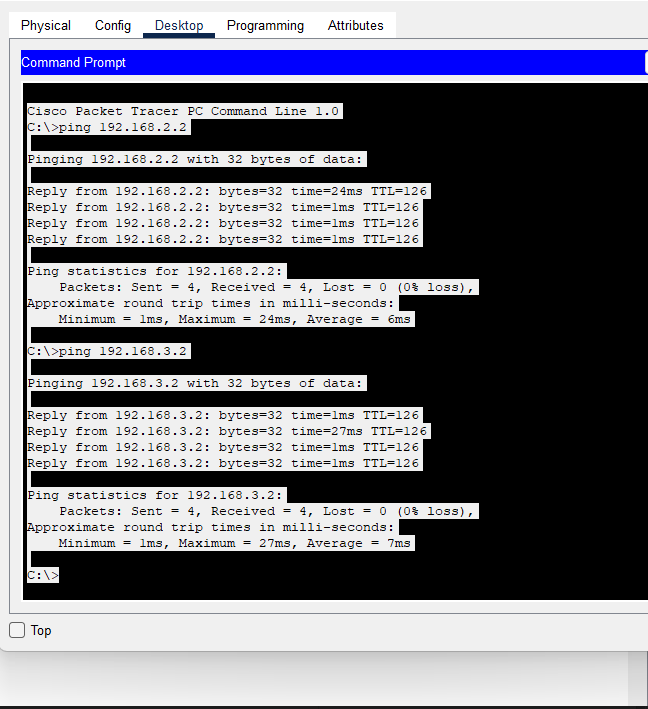 Physical Config Desktop Programming Attributes
Command Prompt
Cisco Packet Tracer PC Command Line 1.0
C:\>ping 192.168.2.2
Pinging 192.168.2.2 with 32 bytes of data:
Reply from 192.168.2.2: bytes=32 time=24ms TTL=126
Reply from 192.168.2.2: bytes=32 time=1ms TTL=126
Reply from 192.168.2.2: bytes=32 time=1ms TTL=126
Reply from 192.168.2.2: bytes=32 time=1ms TTL=126
Ping statistics for 192.168.2.2:
    Packets: Sent = 4, Received = 4, Lost = 0 (0% loss),
Approximate round trip times in milli-seconds:
    Minimum = 1ms, Maximum = 24ms, Average = 6ms
C:\>ping 192.168.3.2
Pinging 192.168.3.2 with 32 bytes of data:
Reply from 192.168.3.2: bytes=32 time=1ms TTL=126
Reply from 192.168.3.2: bytes=32 time=27ms TTL=126
Reply from 192.168.3.2: bytes=32 time=1ms TTL=126
Reply from 192.168.3.2: bytes=32 time=1ms TTL=126
Ping statistics for 192.168.3.2:
    Packets: Sent = 4, Received = 4, Lost = 0 (0% loss),
Approximate round trip times in milli-seconds:
    Minimum = 1ms, Maximum = 27ms, Average = 7ms
C:\>
Top